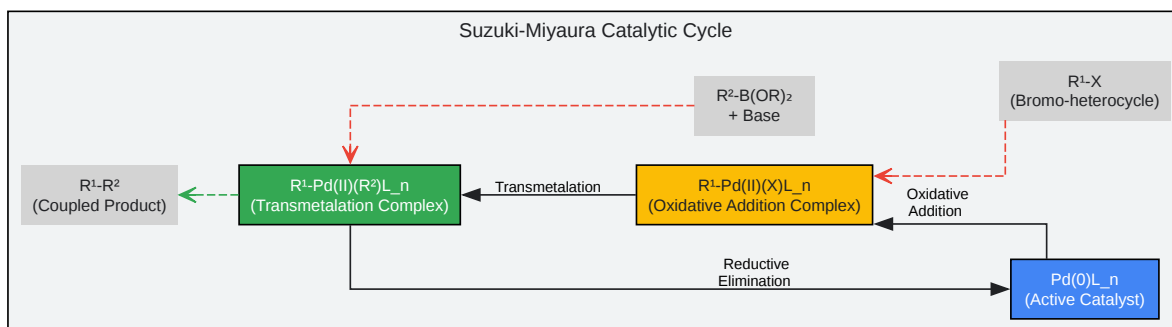 Suzuki-Miyaura Catalytic Cycle
R¹-X
(Bromo-heterocycle)
R²-B(OR)₂
+ Base
R¹-R²
(Coupled Product)
R¹-Pd(II)(R²)L_n
(Transmetalation Complex)
Transmetalation
R¹-Pd(II)(X)L_n
(Oxidative Addition Complex)
Oxidative
Addition
Reductive
Elimination
Pd(0)L_n
(Active Catalyst)